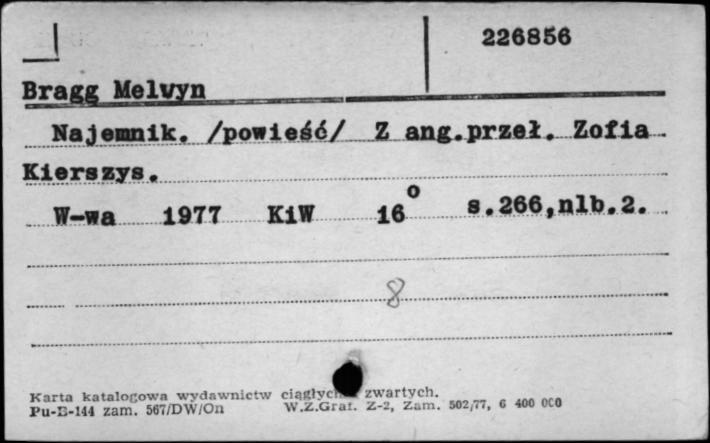 226856
Bragg Melvyn
Najemnik. /powieść/ Z ang.przeł. Zofia
Kierszys.
W-wa 1977 KiW 16° s.266,nlb.2.
8
Karta katalogowa wydawnictw ciągłych zwartych.
Pu-E-144 zam. 567/DW/On W.Z.Graf. Z-2, Zam. 502/77, 6 400 000